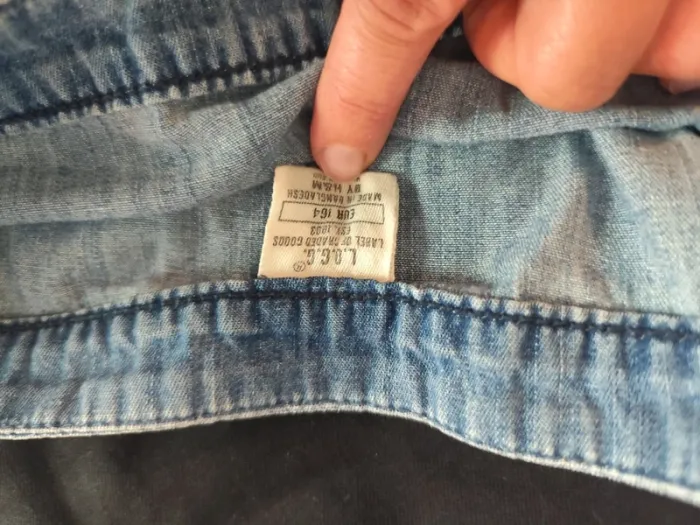 L.O.G.G.®
LABEL OF GRADED GOODS
EST. 1993
EUR 164
MADE IN BANGLADESH
BY H&M